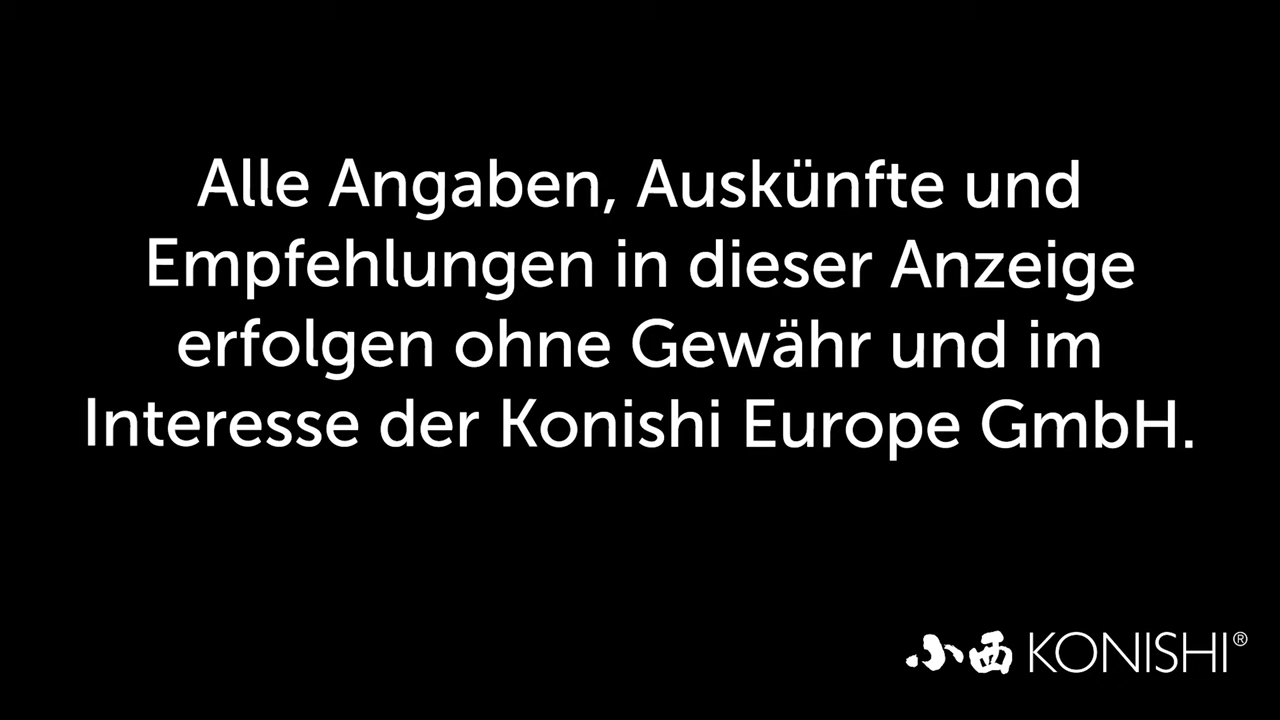 Alle Angaben, Auskünfte und
Empfehlungen in dieser Anzeige
erfolgen ohne Gewähr und im
Interesse der Konishi Europe GmbH.
小西 KONISHI®